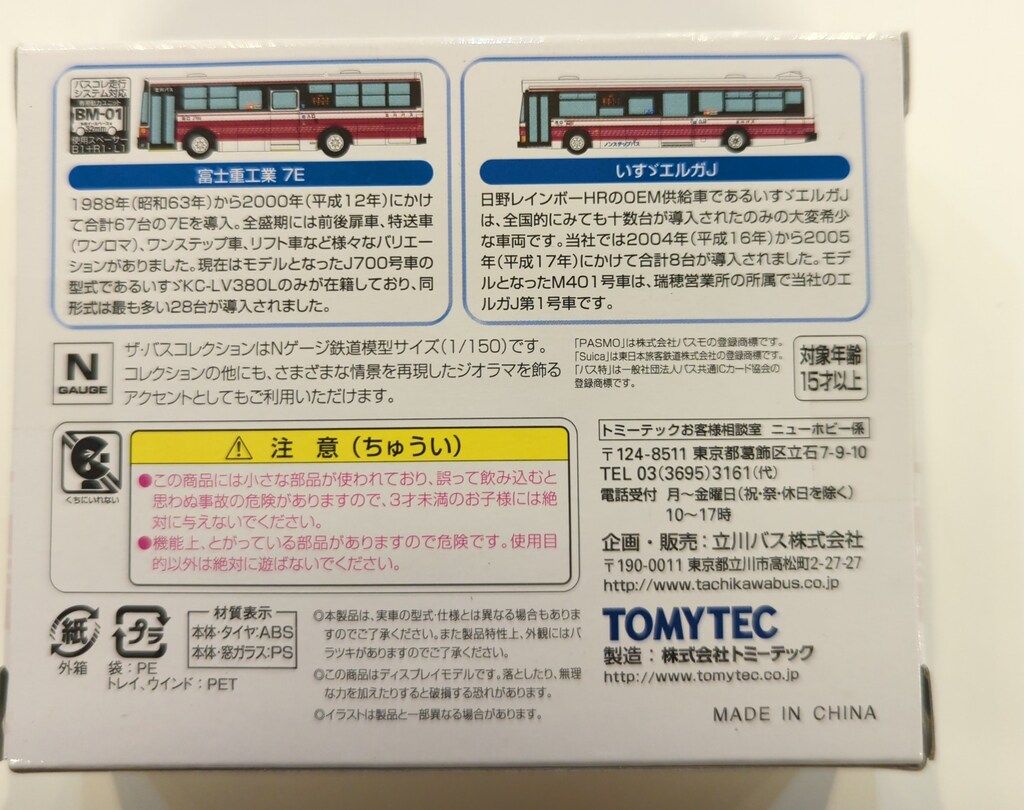 バスコレ走行
システム対応
専用動力ユニット
BM-01
使用スペーサー
B1+R1・L1
富士重工業 7E
1988年(昭和63年)から2000年(平成12年)にかけ
て合計67台の7Eを導入。全盛期には前後扉車、特送車
(ワンロマ)、ワンステップ車、リフト車など様々なバリエー
ションがありました。現在はモデルとなったJ700号車の
型式であるいすゞKC-LV380Lのみが在籍しており、同
形式は最も多い28台が導入されました。
ノンステップバス
いすゞエルガJ
日野レインボーHRのOEM供給車であるいすゞエルガJ
は、全国的にみても十数台が導入されたのみの大変希少
な車両です。当社では2004年(平成16年)から2005
年(平成17年)にかけて合計8台が導入されました。モデ
ルとなったM401号車は、瑞穂営業所の所属で当社のエ
ルガJ第1号車です。
N
GAUGE
ザ・バスコレクションはNゲージ鉄道模型サイズ(1/150)です。
コレクションの他にも、さまざまな情景を再現したジオラマを飾る
アクセントとしてもご利用いただけます。
「PASMO」は株式会社パスモの登録商標です。
「Suica」は東日本旅客鉄道株式会社の登録商標です。
「バス特」は一般社団法人バス共通ICカード協会の
登録商標です。
対象年齢
15才以上
くちにいれない
注 意(ちゅうい)
●この商品には小さな部品が使われており、誤って飲み込むと
思わぬ事故の危険がありますので、3才未満のお子様には絶
対に与えないでください。
●機能上、とがっている部品がありますので危険です。使用目
的以外は絶対に遊ばないでください。
トミーテックお客様相談室 ニューホビー係
〒124-8511 東京都葛飾区立石7-9-10
TEL 03(3695)3161(代)
電話受付 月〜金曜日(祝・祭・休日を除く)
10〜17時
企画・販売:立川バス株式会社
〒190-0011 東京都立川市高松町2-27-27
http://www.tachikawabus.co.jp
TOMYTEC
製造:株式会社トミーテック
http://www.tomytec.co.jp
MADE IN CHINA
紙
外箱
プラ
袋:PE
トレイ、ウインド:PET
材質表示
本体・タイヤ:ABS
本体・窓ガラス:PS
◎本製品は、実車の型式・仕様とは異なる場合もありま
すのでご了承ください。また製品特性上、外観にはバ
ラツキがありますのでご了承ください。
◎この商品はディスプレイモデルです。落としたり、無理
な力を加えたりすると破損する恐れがあります。
◎イラストは製品と一部異なる場合があります。